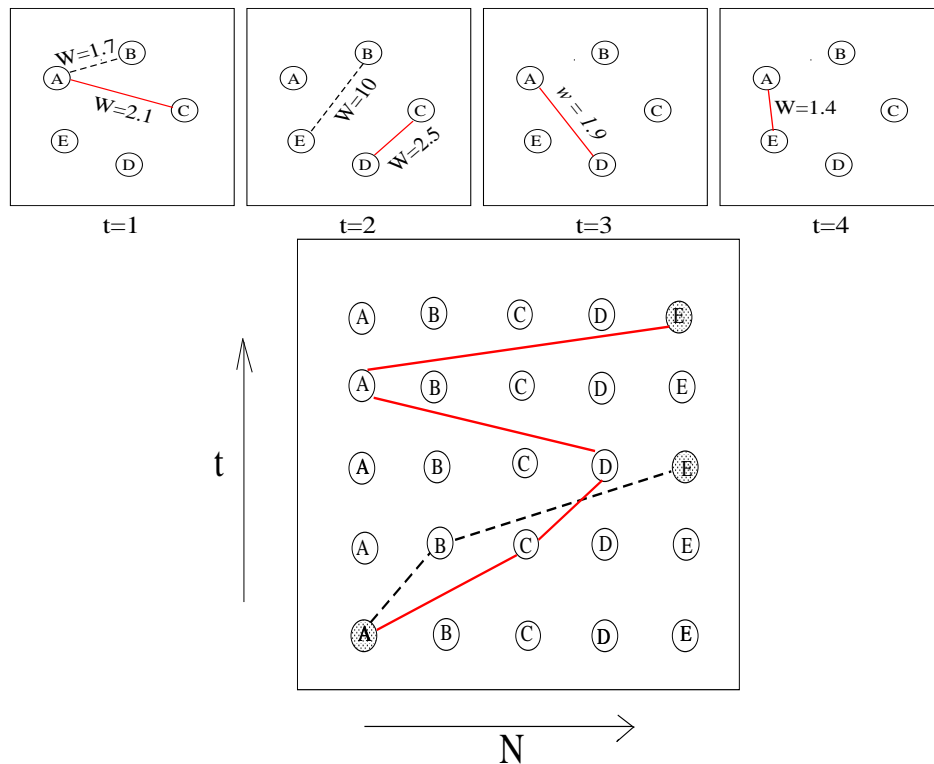 W=1.7
B
A
W=2.1
C
E
D
t=1
B
A
W=10
C
E
W=2.5
D
t=2
B
A
w = 1.9
C
E
D
t=3
B
A
W=1.4
C
E
D
t=4
A B C D E
A B C D E
A B C D E
t
A B C D E
A B C D E
N